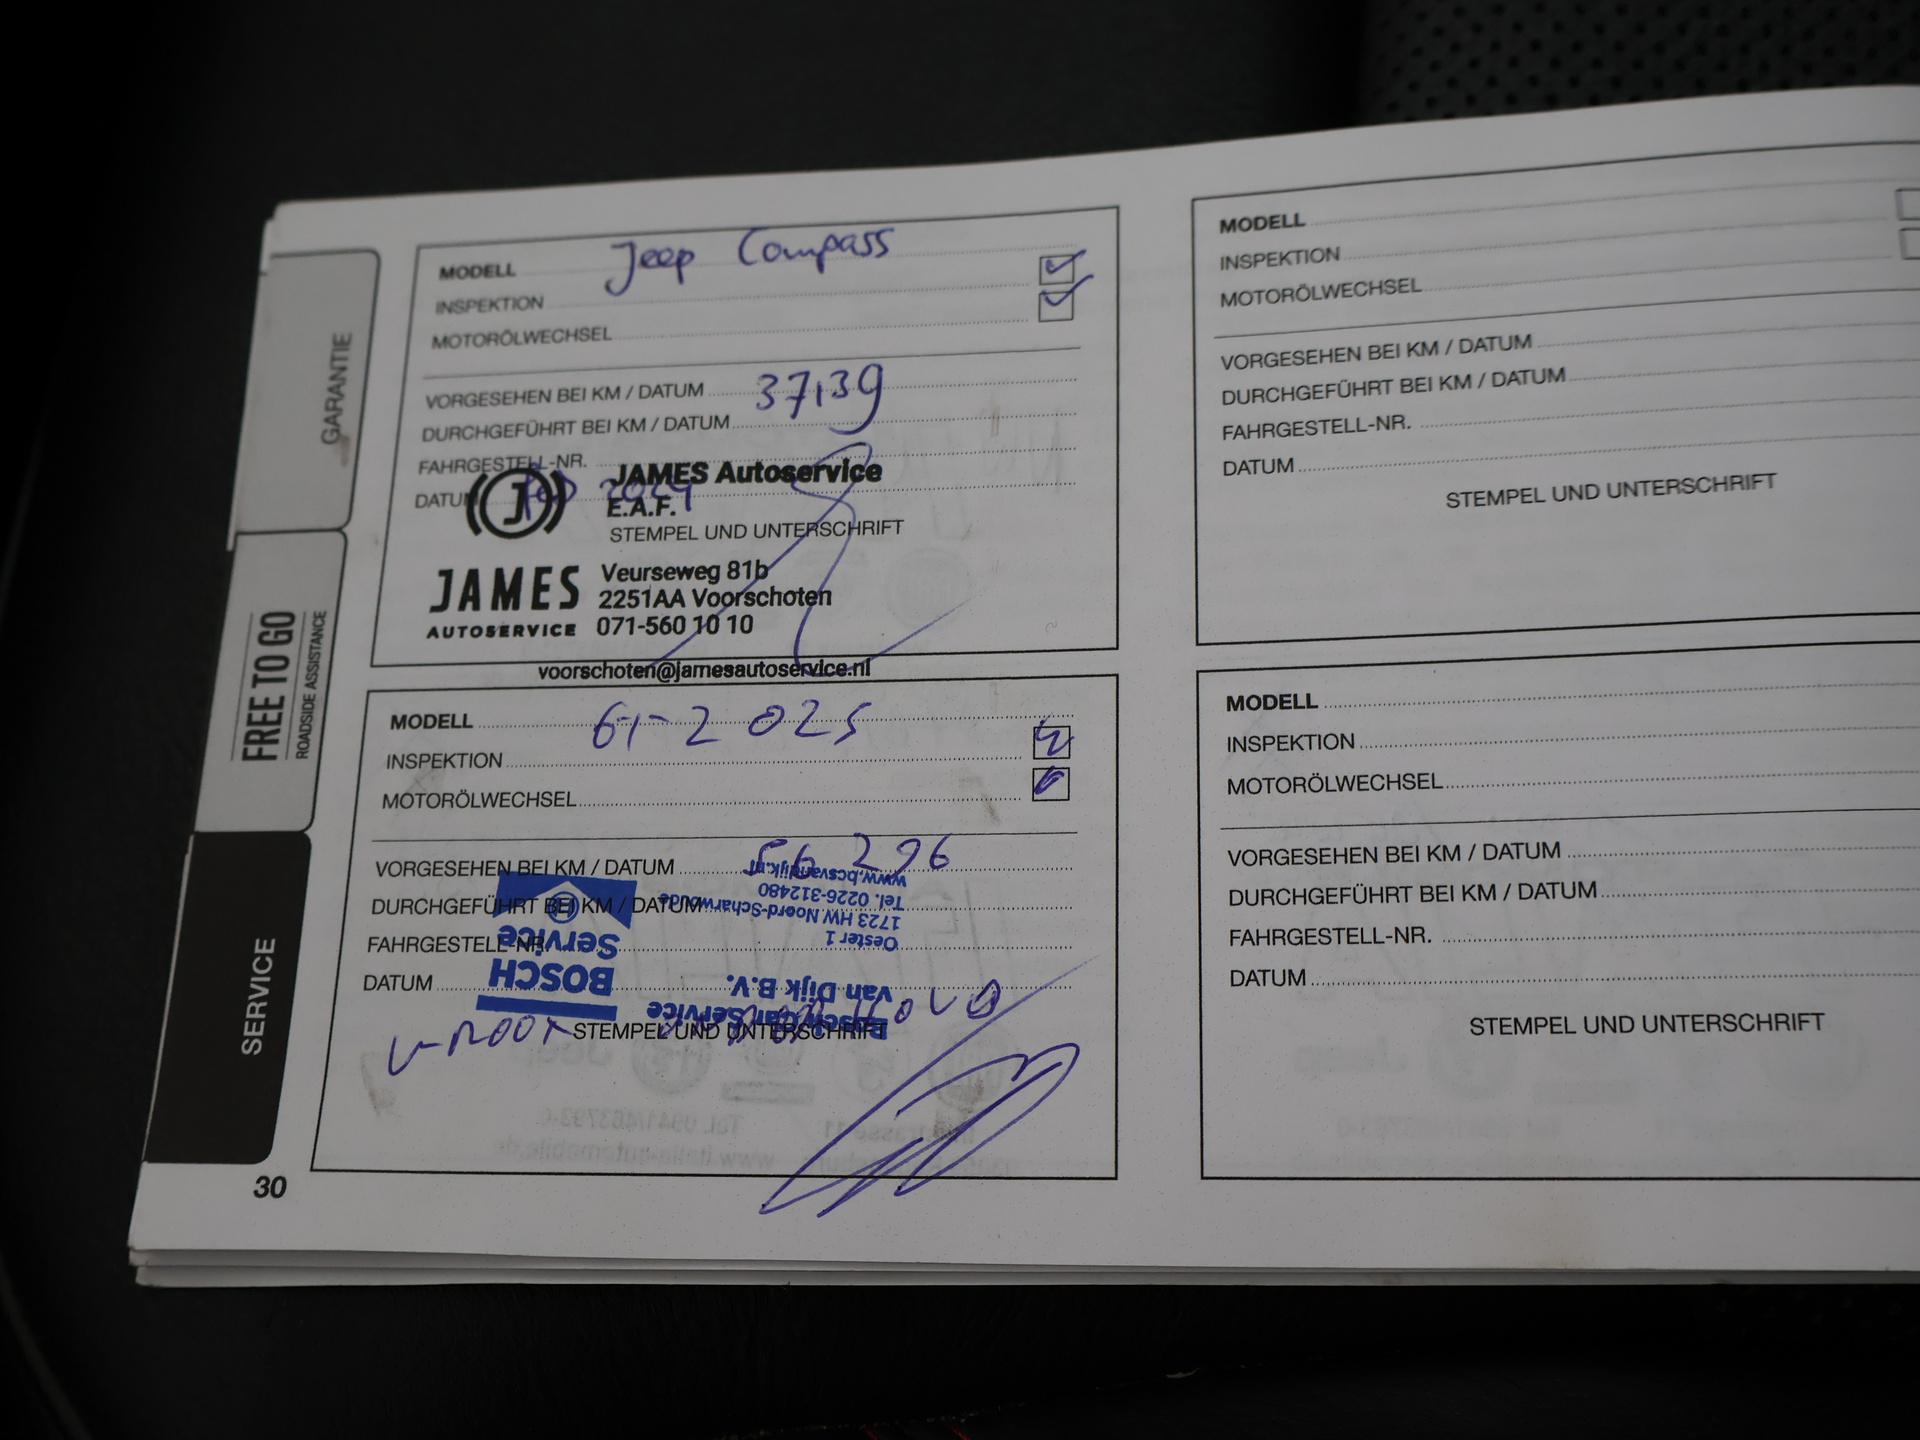 GARANTIE
FREE TO GO
ROADSIDE ASSISTANCE
SERVICE
MODELL Jeep Compass
INSPEKTION
MOTORÖLWECHSEL
VORGESEHEN BEI KM / DATUM 37139
DURCHGEFÜHRT BEI KM / DATUM
FAHRGESTELL-NR.
DATUM feb 2024
JAMES Autoservice
E.A.F.
STEMPEL UND UNTERSCHRIFT
JAMES
AUTOSERVICE
Veurseweg 81b
2251AA Voorschoten
071-560 10 10
voorschoten@jamesautoservice.nl
MODELL
INSPEKTION
MOTORÖLWECHSEL
VORGESEHEN BEI KM / DATUM 56 296
DURCHGEFÜHRT BEI KM / DATUM
FAHRGESTELL-NR.
DATUM
STEMPEL UND UNTERSCHRIFT
BOSCH
Service
Bosch Car Service
van Dijk B.V.
Oester 1
1723 HW Noord-Scharwoude
Tel. 0226-312480
www.bcsvandijk.nl
30
MODELL
INSPEKTION
MOTORÖLWECHSEL
VORGESEHEN BEI KM / DATUM
DURCHGEFÜHRT BEI KM / DATUM
FAHRGESTELL-NR.
DATUM
STEMPEL UND UNTERSCHRIFT
MODELL
INSPEKTION
MOTORÖLWECHSEL
VORGESEHEN BEI KM / DATUM
DURCHGEFÜHRT BEI KM / DATUM
FAHRGESTELL-NR.
DATUM
STEMPEL UND UNTERSCHRIFT